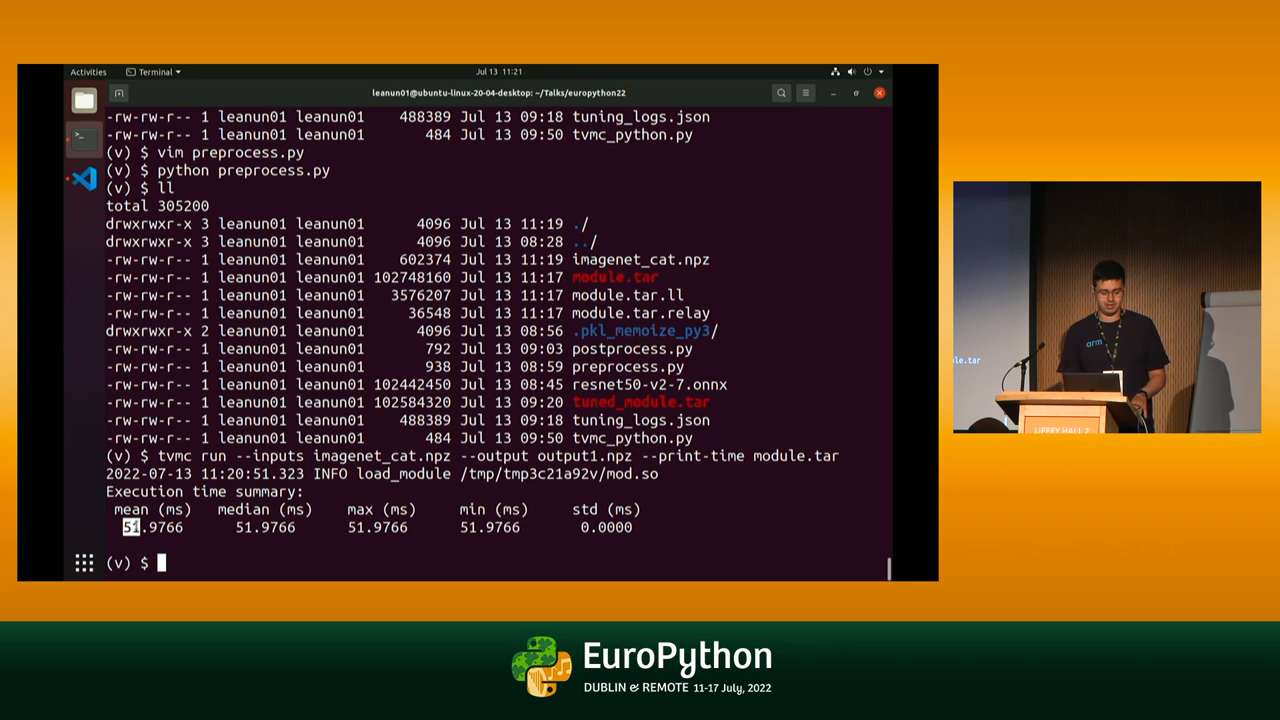 Activities
Terminal
Jul 13 11:21
leanun01@ubuntu-linux-20-04-desktop: ~/Talks/europython22
-rw-rw-r-- 1 leanun01 leanun01 488389 Jul 13 09:18 tuning_logs.json
-rw-rw-r-- 1 leanun01 leanun01 484 Jul 13 09:50 tvmc_python.py
(v) $ vim preprocess.py
(v) $ python preprocess.py
(v) $ ll
total 305200
drwxrwxr-x 3 leanun01 leanun01 4096 Jul 13 11:19 ./
drwxrwxr-x 4 leanun01 leanun01 4096 Jul 13 08:28 ../
-rw-rw-r-- 1 leanun01 leanun01 602374 Jul 13 11:19 imagenet_cat.npz
-rw-rw-r-- 1 leanun01 leanun01 102748160 Jul 13 11:17 module.tar
-rw-rw-r-- 1 leanun01 leanun01 3576207 Jul 13 11:17 module.tar.ll
-rw-rw-r-- 1 leanun01 leanun01 36548 Jul 13 11:17 module.tar.relay
drwxrwxr-x 2 leanun01 leanun01 4096 Jul 13 08:56 .pkl_memoize_py3/
-rw-rw-r-- 1 leanun01 leanun01 792 Jul 13 09:03 postprocess.py
-rw-rw-r-- 1 leanun01 leanun01 938 Jul 13 08:59 preprocess.py
-rw-rw-r-- 1 leanun01 leanun01 102442450 Jul 13 08:45 resnet50-v2-7.onnx
-rw-rw-r-- 1 leanun01 leanun01 102584320 Jul 13 09:20 tuned_module.tar
-rw-rw-r-- 1 leanun01 leanun01 488389 Jul 13 09:18 tuning_logs.json
-rw-rw-r-- 1 leanun01 leanun01 484 Jul 13 09:50 tvmc_python.py
(v) $ tvmc run --inputs imagenet_cat.npz --output output1.npz --print-time module.tar
2022-07-13 11:20:51.323 INFO load_module /tmp/tmp3c21a92v/mod.so
Execution time summary:
mean (ms) median (ms) max (ms) min (ms) std (ms)
51.9766 51.9766 51.9766 51.9766 0.0000
(v) $
arm
LIFFEY HALL 2
EuroPython
DUBLIN & REMOTE 11-17 July, 2022